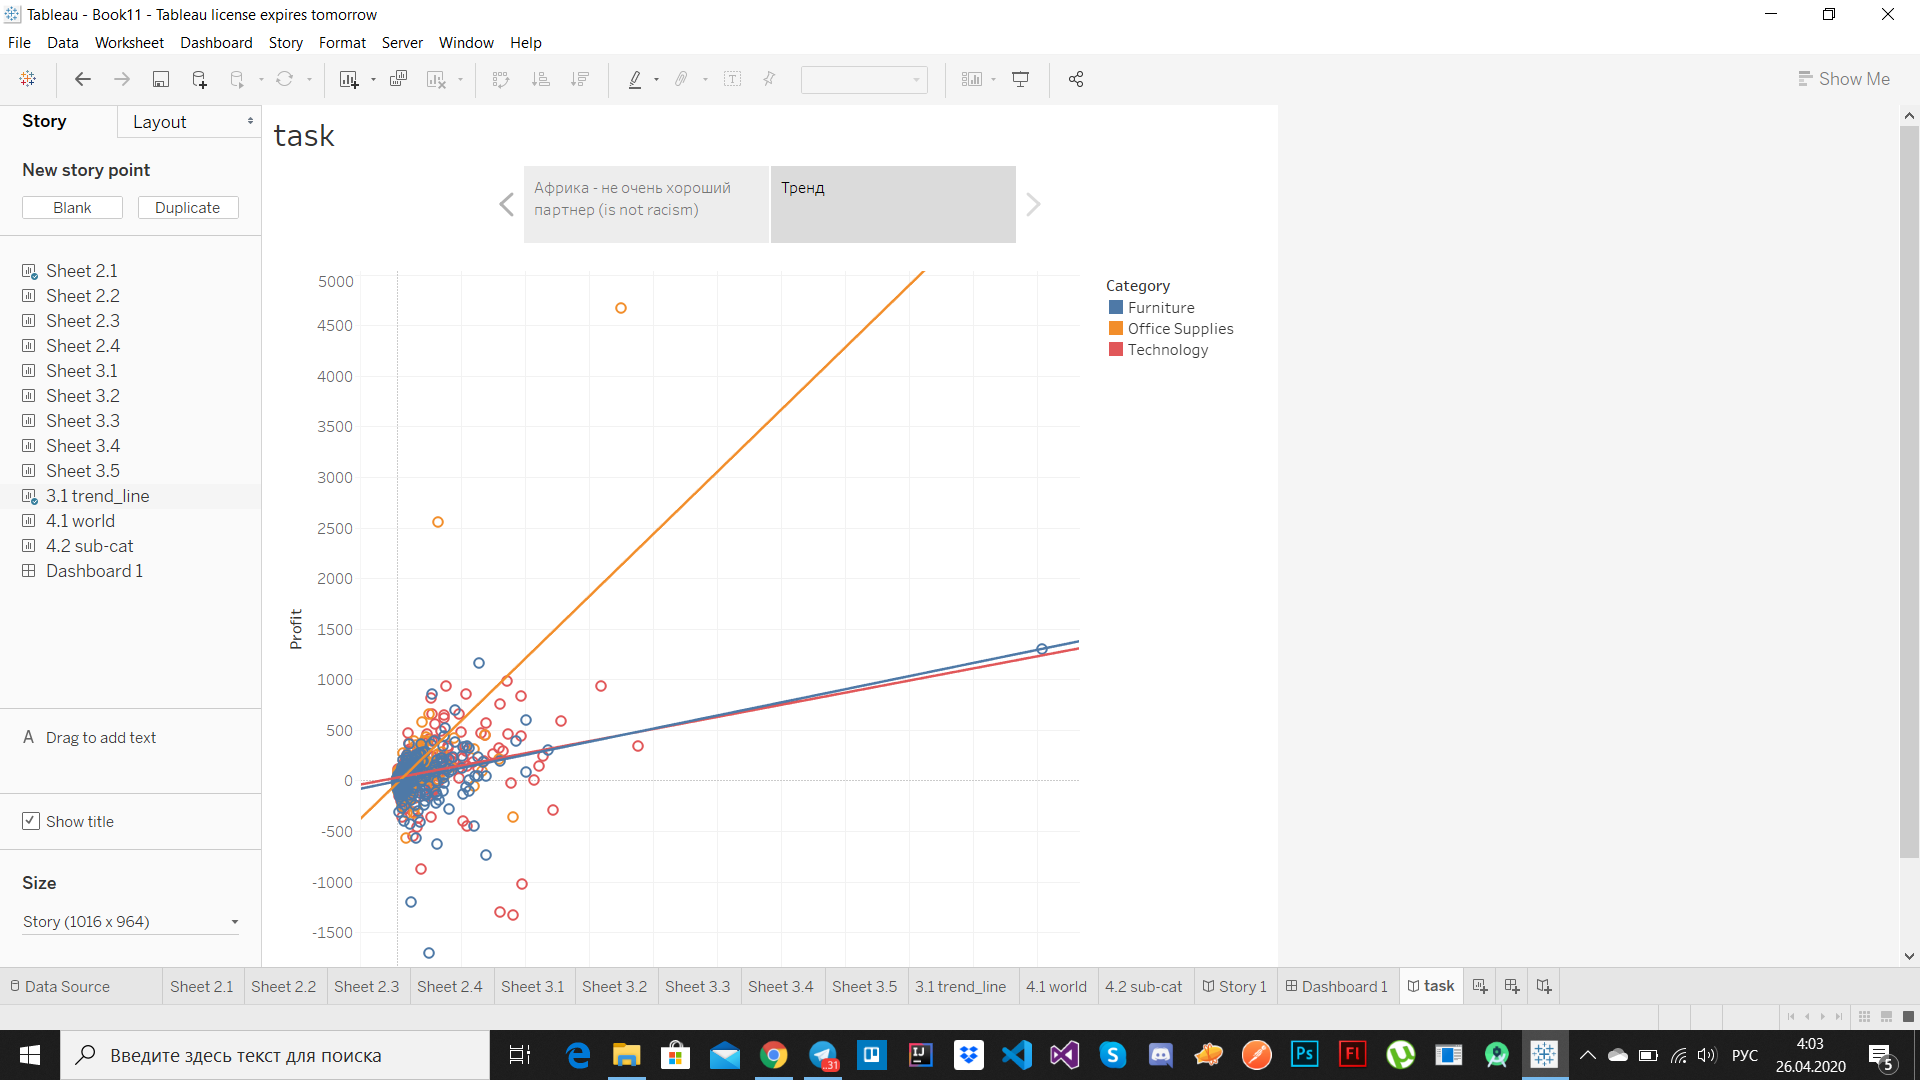 Tableau - Book11 - Tableau license expires tomorrow
File Data Worksheet Dashboard Story Format Server Window Help
Show Me
Story Layout
New story point
Blank Duplicate
Sheet 2.1
Sheet 2.2
Sheet 2.3
Sheet 2.4
Sheet 3.1
Sheet 3.2
Sheet 3.3
Sheet 3.4
Sheet 3.5
3.1 trend_line
4.1 world
4.2 sub-cat
Dashboard 1
A Drag to add text
Show title
Size
Story (1016 x 964)
task
Африка - не очень хороший
партнер (is not racism)
Тренд
5000
4500
4000
3500
3000
2500
2000
1500
1000
500
0
-500
-1000
-1500
Profit
Category
Furniture
Office Supplies
Technology
Data Source Sheet 2.1 Sheet 2.2 Sheet 2.3 Sheet 2.4 Sheet 3.1 Sheet 3.2 Sheet 3.3 Sheet 3.4 Sheet 3.5 3.1 trend_line 4.1 world 4.2 sub-cat Story 1 Dashboard 1 task
Введите здесь текст для поиска
..31
IJ
Ps
Fl
РУС
4:03
26.04.2020
5